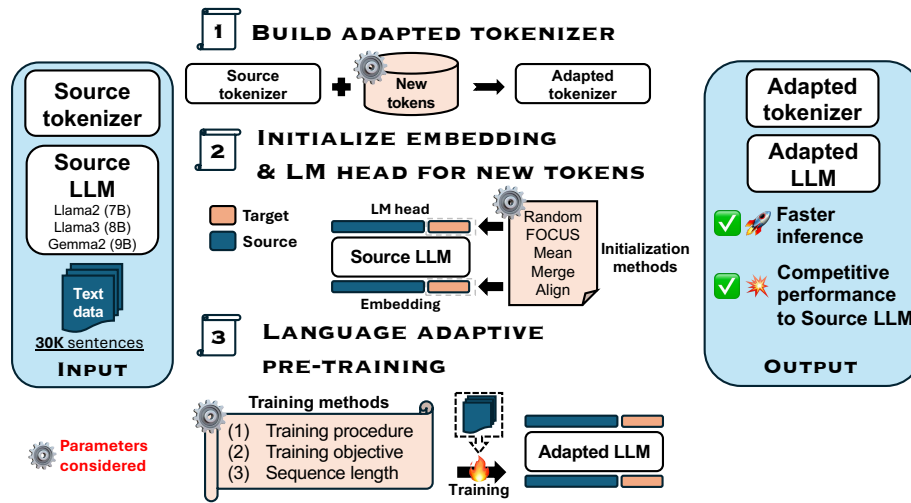 Source
tokenizer
Source
LLM
Llama2 (7B)
Llama3 (8B)
Gemma2 (9B)
Text
data
30K sentences
INPUT
1 BUILD ADAPTED TOKENIZER
Source
tokenizer
New
tokens
Adapted
tokenizer
2 INITIALIZE EMBEDDING
& LM HEAD FOR NEW TOKENS
Target
Source
LM head
Source LLM
Embedding
Random
FOCUS
Mean
Merge
Align
Initialization
methods
3 LANGUAGE ADAPTIVE
PRE-TRAINING
Training methods
(1) Training procedure
(2) Training objective
(3) Sequence length
Training
Adapted LLM
Parameters
considered
Adapted
tokenizer
Adapted
LLM
Faster
inference
Competitive
performance
to Source LLM
OUTPUT